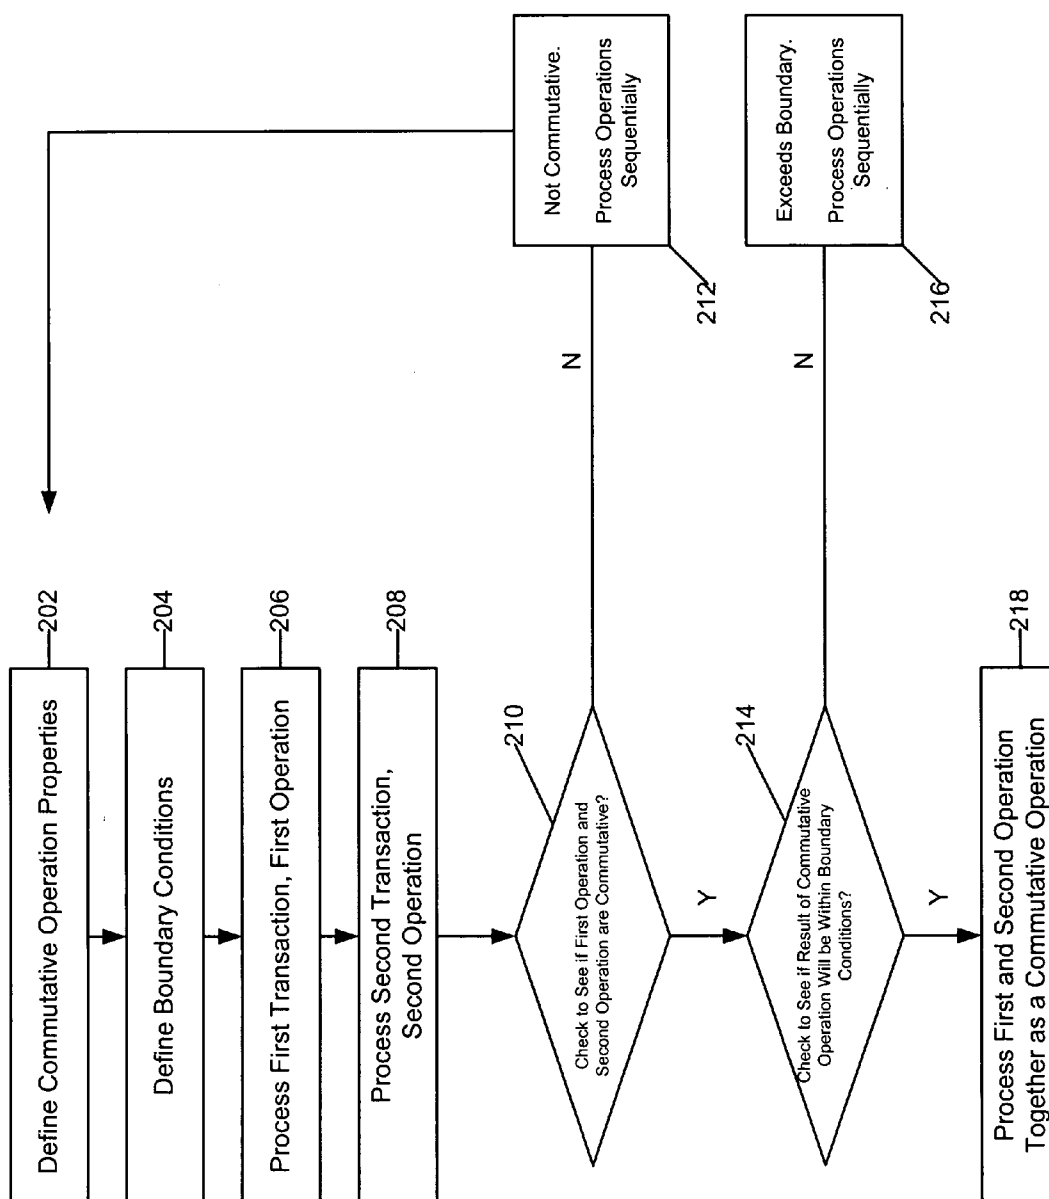 Define Commutative Operation Properties
202
Define Boundary Conditions
204
Process First Transaction, First Operation
206
Process Second Transaction,
Second Operation
208
Check to See if First Operation and
Second Operation are Commutative?
210
N
Not Commutative.
Process Operations
Sequentially
212
Y
Check to See if Result of Commutative
Operation Will be Within Boundary
Conditions?
214
N
Exceeds Boundary.
Process Operations
Sequentially
216
Y
Process First and Second Operation
Together as a Commutative Operation
218